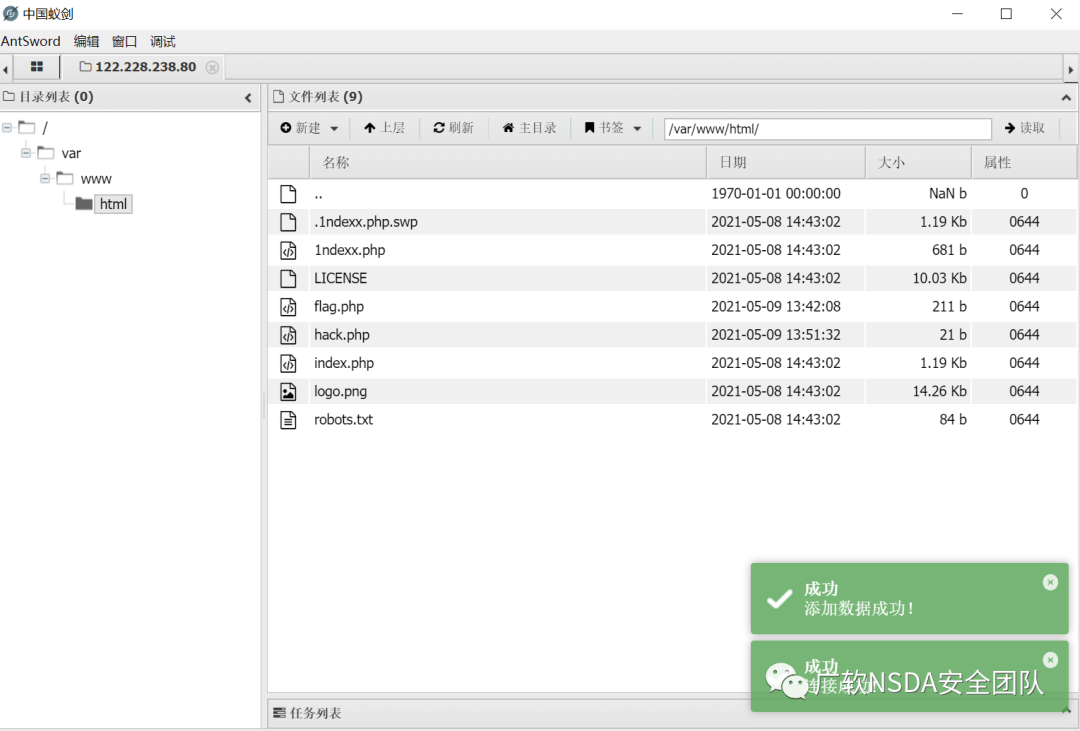 中国蚁剑
AntSword 编辑 窗口 调试
122.228.238.80
目录列表 (0)
/
var
www
html
文件列表 (9)
新建 上层 刷新 主目录 书签 /var/www/html/ 读取
名称 日期 大小 属性
.. 1970-01-01 00:00:00 NaN b 0
.1ndexx.php.swp 2021-05-08 14:43:02 1.19 Kb 0644
1ndexx.php 2021-05-08 14:43:02 681 b 0644
LICENSE 2021-05-08 14:43:02 10.03 Kb 0644
flag.php 2021-05-09 13:42:08 211 b 0644
hack.php 2021-05-09 13:51:32 21 b 0644
index.php 2021-05-08 14:43:02 1.19 Kb 0644
logo.png 2021-05-08 14:43:02 14.26 Kb 0644
robots.txt 2021-05-08 14:43:02 84 b 0644
成功
添加数据成功!
成功
广软NSDA安全团队
任务列表